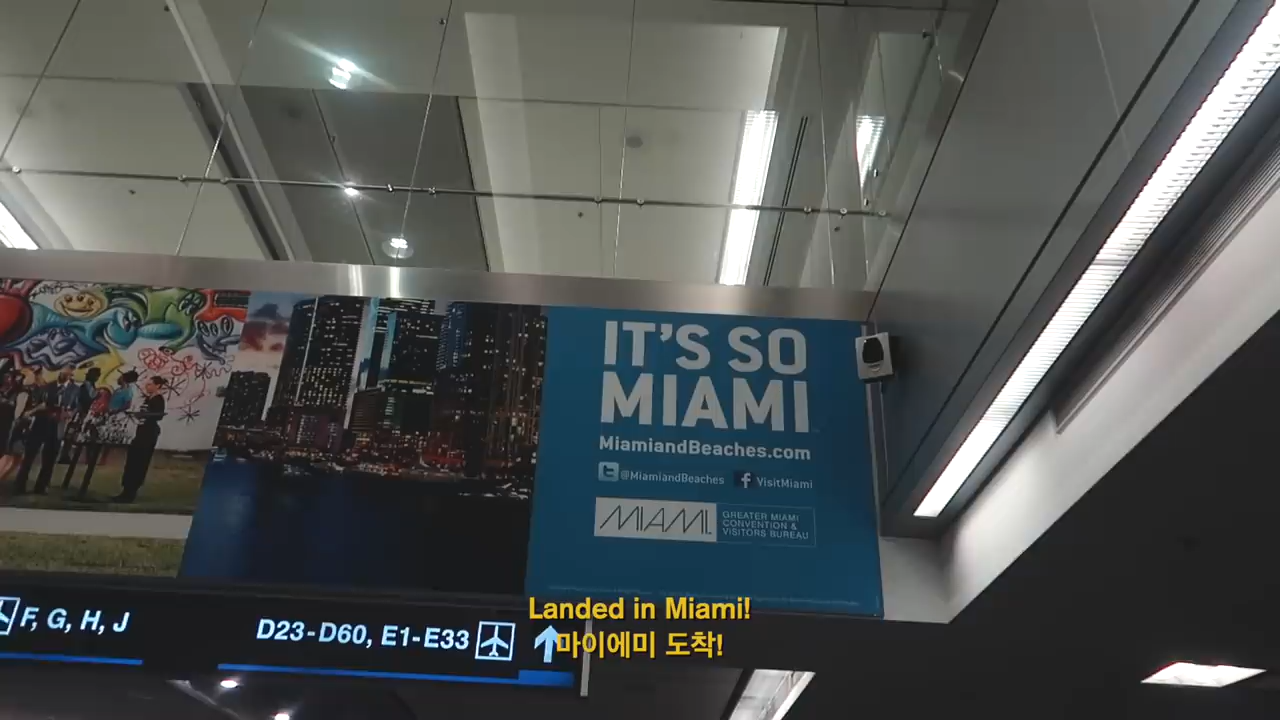 IT'S SO
MIAMI
MiamiandBeaches.com
@MiamiandBeaches VisitMiami
MIAMI
GREATER MIAMI
CONVENTION &
VISITORS BUREAU
F, G, H, J
D23-D60, E1-E33
Landed in Miami!
마이에미 도착!